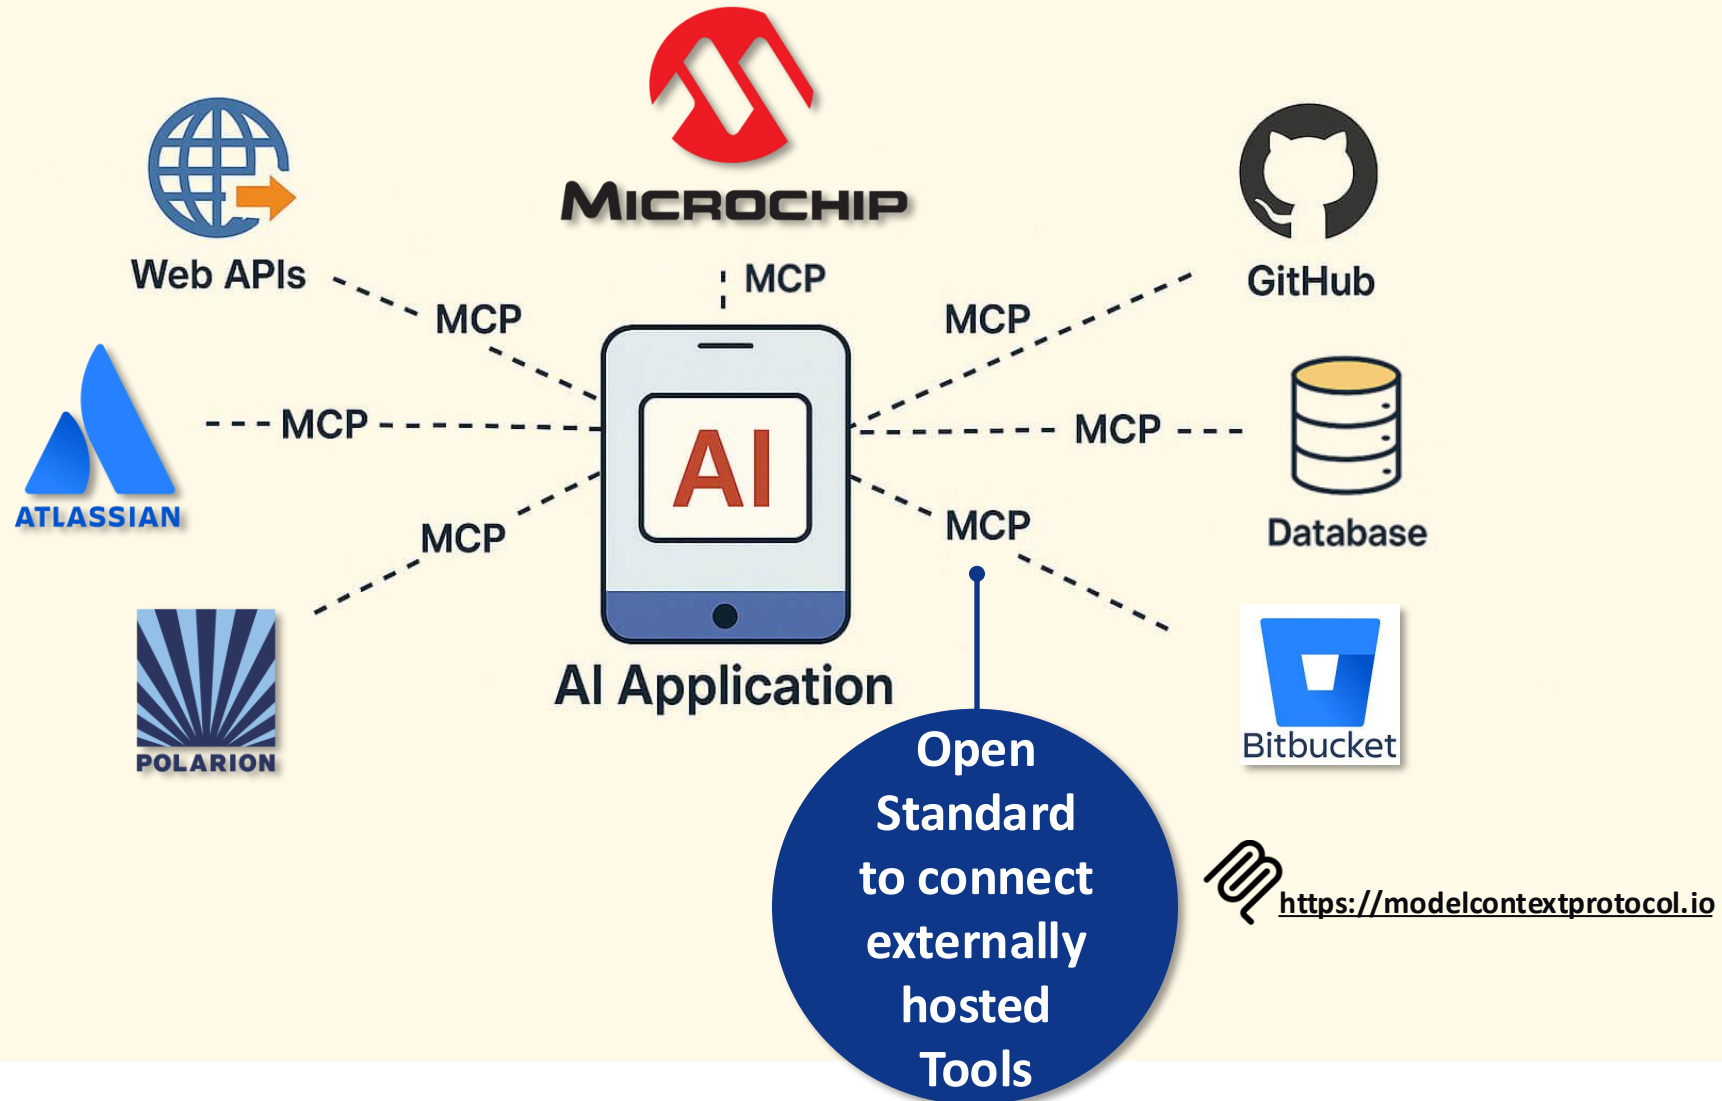 MICROCHIP
Web APIs
MCP
GitHub
MCP
MCP
ATLASSIAN
MCP
AI
MCP
Database
MCP
MCP
POLARION
AI Application
Bitbucket
Open
Standard
to connect
externally
hosted
Tools
https://modelcontextprotocol.io